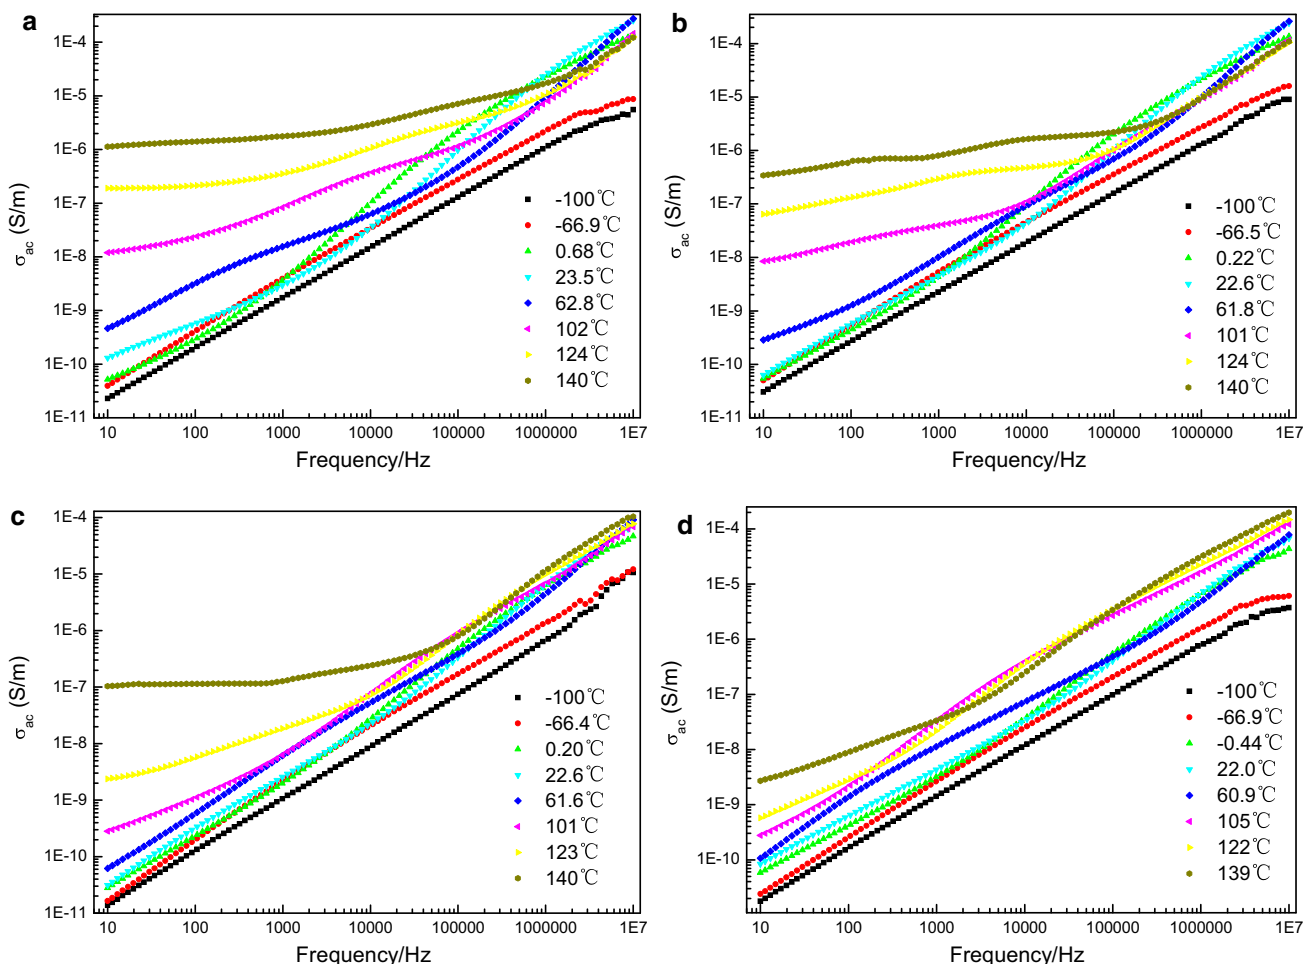 a
σac (S/m)
1E-4
1E-5
1E-6
1E-7
1E-8
1E-9
1E-10
1E-11
-100℃
-66.9℃
0.68℃
23.5℃
62.8℃
102℃
124℃
140℃
10 100 1000 10000 100000 1000000 1E7
Frequency/Hz
b
σac (S/m)
1E-4
1E-5
1E-6
1E-7
1E-8
1E-9
1E-10
1E-11
-100℃
-66.5℃
0.22℃
22.6℃
61.8℃
101℃
124℃
140℃
10 100 1000 10000 100000 1000000 1E7
Frequency/Hz
c
σac (S/m)
1E-4
1E-5
1E-6
1E-7
1E-8
1E-9
1E-10
1E-11
-100℃
-66.4℃
0.20℃
22.6℃
61.6℃
101℃
123℃
140℃
10 100 1000 10000 100000 1000000 1E7
Frequency/Hz
d
σac (S/m)
1E-4
1E-5
1E-6
1E-7
1E-8
1E-9
1E-10
-100℃
-66.9℃
-0.44℃
22.0℃
60.9℃
105℃
122℃
139℃
10 100 1000 10000 100000 1000000 1E7
Frequency/Hz